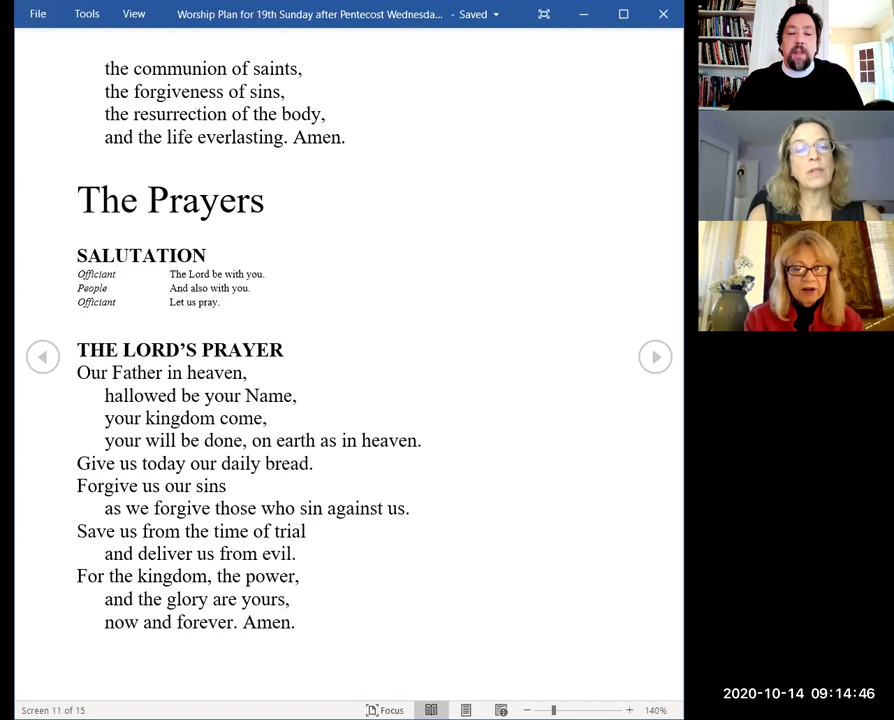 File Tools View Worship Plan for 19th Sunday after Pentecost Wednesda... - Saved
the communion of saints,
the forgiveness of sins,
the resurrection of the body,
and the life everlasting. Amen.
The Prayers
SALUTATION
Officiant The Lord be with you.
People And also with you.
Officiant Let us pray.
THE LORD'S PRAYER
Our Father in heaven,
hallowed be your Name,
your kingdom come,
your will be done, on earth as in heaven.
Give us today our daily bread.
Forgive us our sins
as we forgive those who sin against us.
Save us from the time of trial
and deliver us from evil.
For the kingdom, the power,
and the glory are yours,
now and forever. Amen.
2020-10-14 09:14:46
Screen 11 of 15 Focus 140%